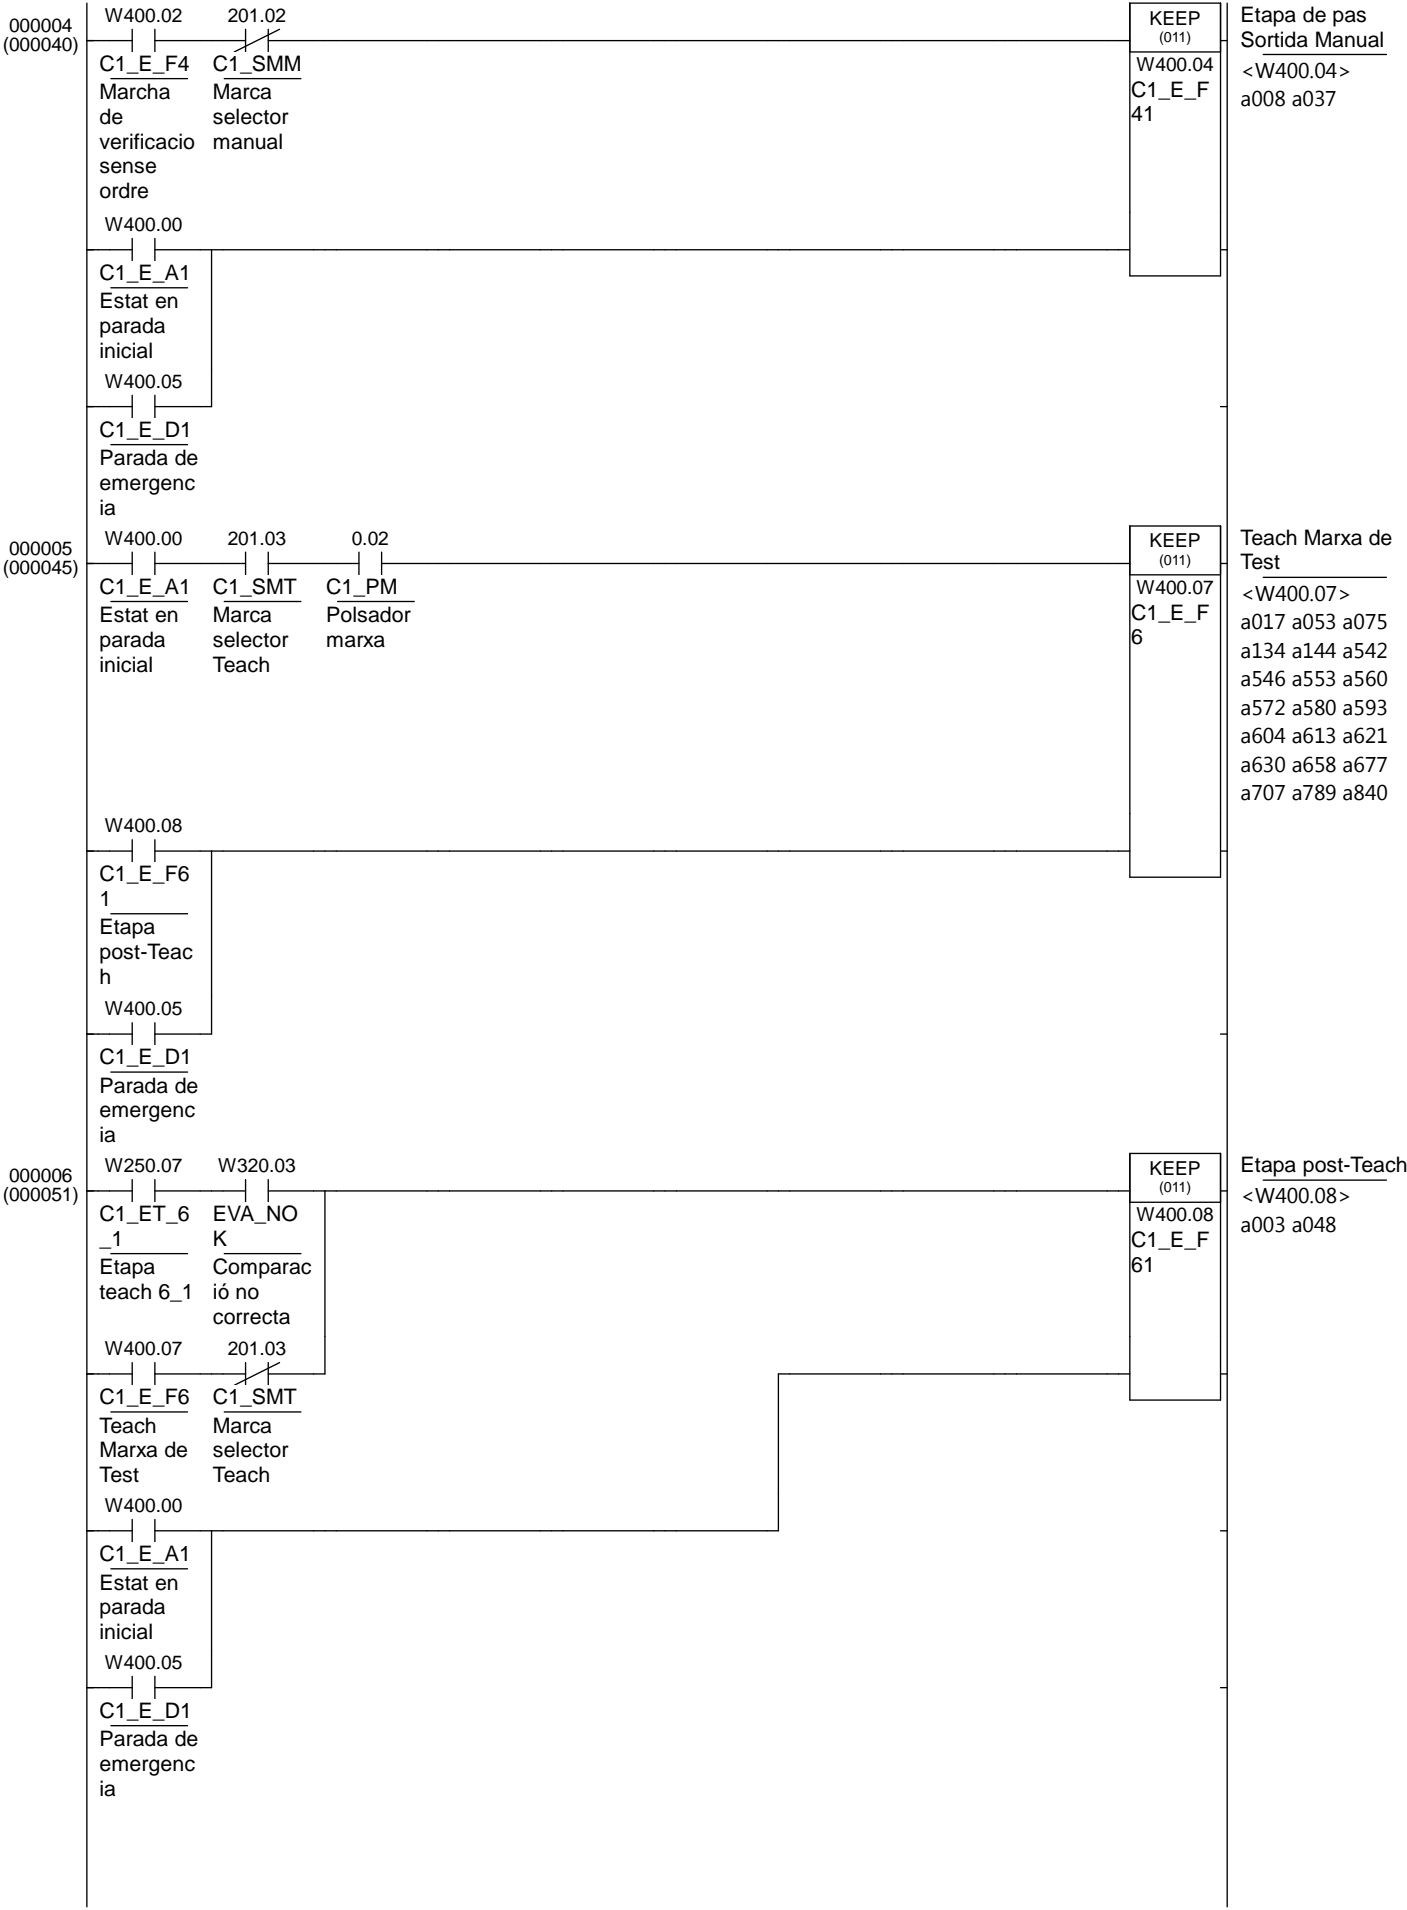 000004
(000040)
W400.02 201.02
C1_E_F4 C1_SMM
Marcha Marca
de selector
verificacio manual
sense
ordre
KEEP
(011)
W400.04
C1_E_F
41
Etapa de pas
Sortida Manual
<W400.04>
a008 a037
W400.00
C1_E_A1
Estat en
parada
inicial
W400.05
C1_E_D1
Parada de
emergenc
ia
000005
(000045)
W400.00 201.03 0.02
C1_E_A1 C1_SMT C1_PM
Estat en Marca Polsador
parada selector marxa
inicial Teach
KEEP
(011)
W400.07
C1_E_F
6
Teach Marxa de
Test
<W400.07>
a017 a053 a075
a134 a144 a542
a546 a553 a560
a572 a580 a593
a604 a613 a621
a630 a658 a677
a707 a789 a840
W400.08
C1_E_F6
1
Etapa
post-Teac
h
W400.05
C1_E_D1
Parada de
emergenc
ia
000006
(000051)
W250.07 W320.03
C1_ET_6 EVA_NO
_1 K
Etapa Comparac
teach 6_1 ió no
correcta
KEEP
(011)
W400.08
C1_E_F
61
Etapa post-Teach
<W400.08>
a003 a048
W400.07 201.03
C1_E_F6 C1_SMT
Teach Marca
Marxa de selector
Test Teach
W400.00
C1_E_A1
Estat en
parada
inicial
W400.05
C1_E_D1
Parada de
emergenc
ia